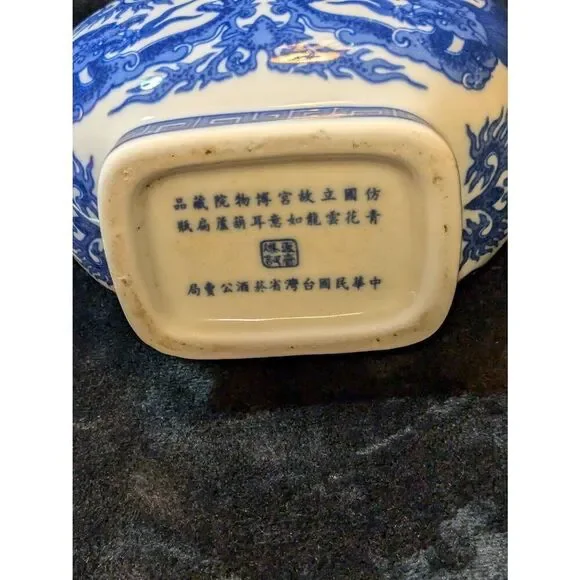 仿國立故宮博物院藏品
青花雲龍如意耳葫蘆扁瓶
中華民國台灣省菸酒公賣局